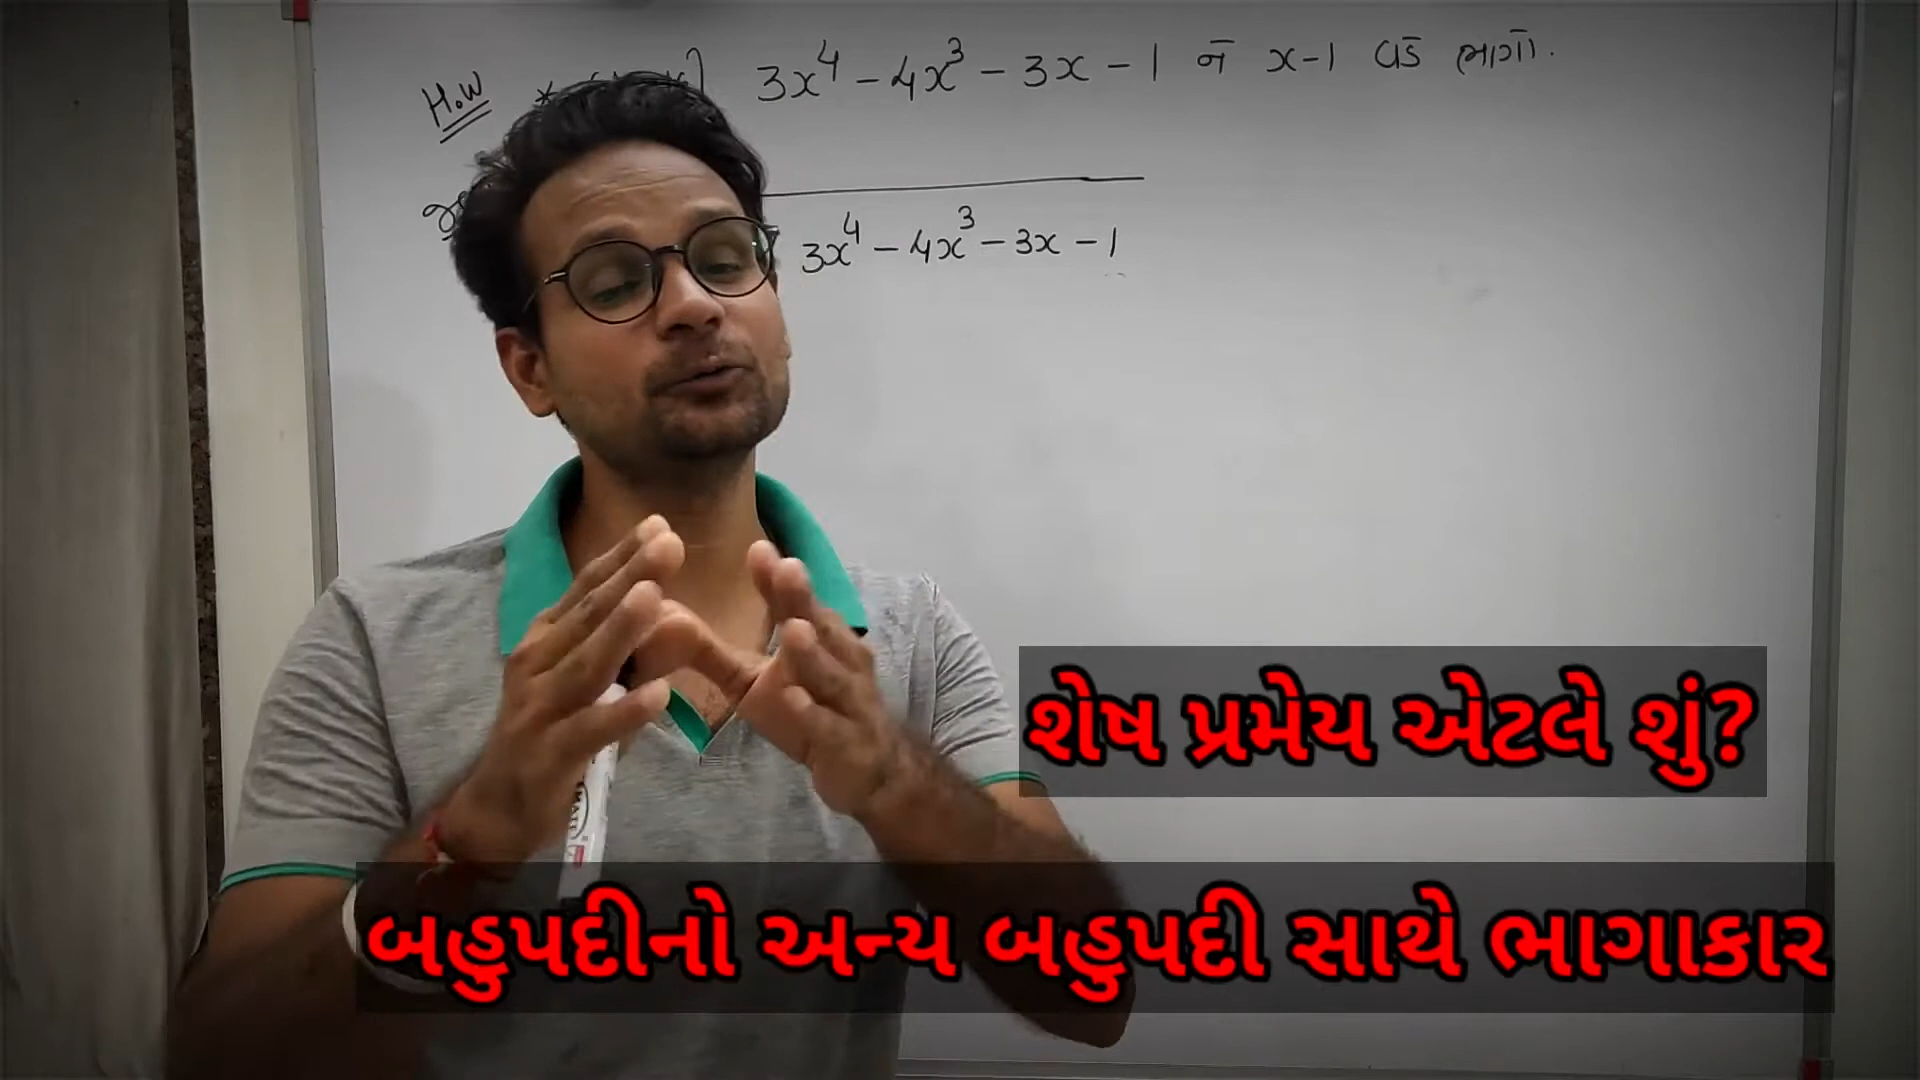 H.W * 3x⁴ - 4x³ - 3x - 1 ને x-1 વડે ભાગો.
3x⁴ - 4x³ - 3x - 1
શેષ પ્રમેય એટલે શું?
બહુપદીનો અન્ય બહુપદી સાથે ભાગાકાર